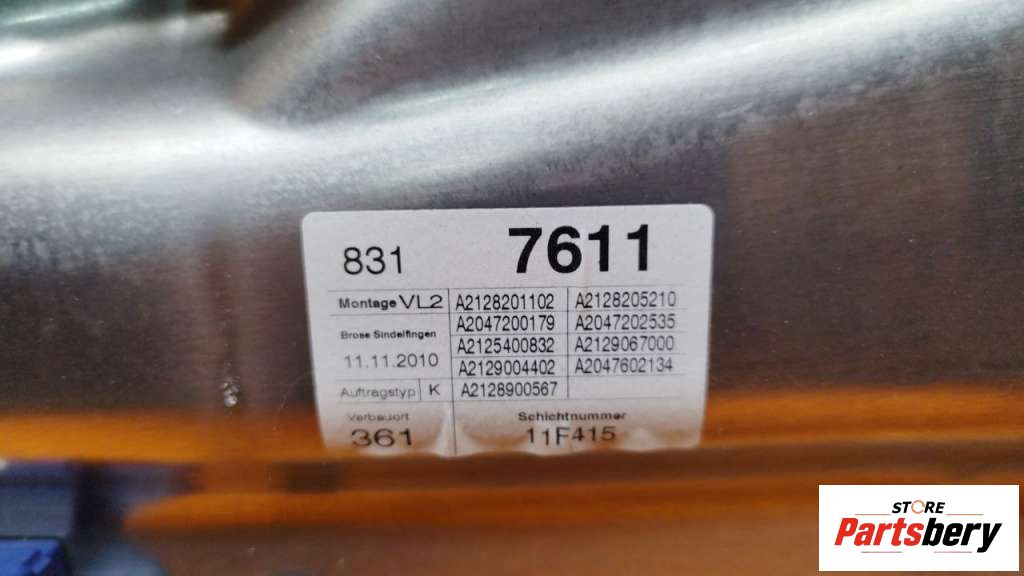 831 7611
Montage VL2 A2128201102 A2128205210
A2047200179 A2047202535
Brose Sindelfingen
A2125400832 A2129067000
11.11.2010
A2129004402 A2047602134
Auftragstyp K A2128900567
Verbauort Schichtnummer
361 11F415
STORE
Partsbery